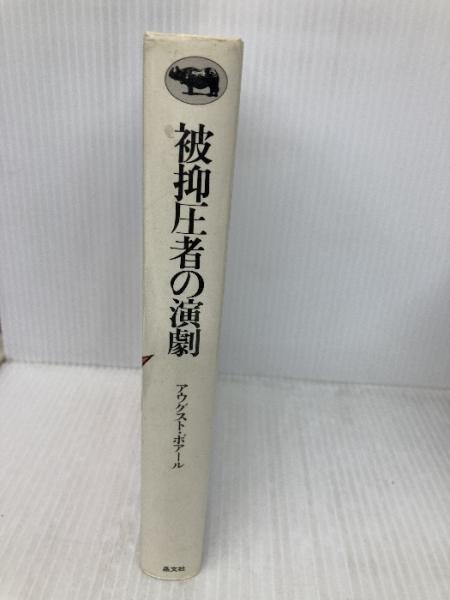 被抑圧者の演劇
アウグスト・ボアール
晶文社